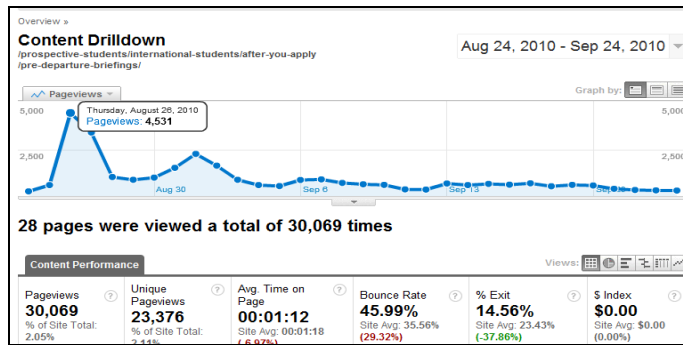 Overview »
Content Drilldown
/prospective-students/international-students/after-you-apply
/pre-departure-briefings/
Aug 24, 2010 - Sep 24, 2010
Pageviews
Graph by:
Thursday, August 26, 2010
Pageviews: 4,531
5,000
5,000
2,500
2,500
Aug 30
Sep 6
Sep 13
28 pages were viewed a total of 30,069 times
Content Performance
Views:
Pageviews
30,069
% of Site Total:
2.05%
Unique
Pageviews
23,376
% of Site Total:
2.11%
Avg. Time on
Page
00:01:12
Site Avg: 00:01:18
(-6.97%)
Bounce Rate
45.99%
Site Avg: 35.56%
(29.32%)
% Exit
14.56%
Site Avg: 23.43%
(-37.86%)
$ Index
$0.00
Site Avg: $0.00
(0.00%)